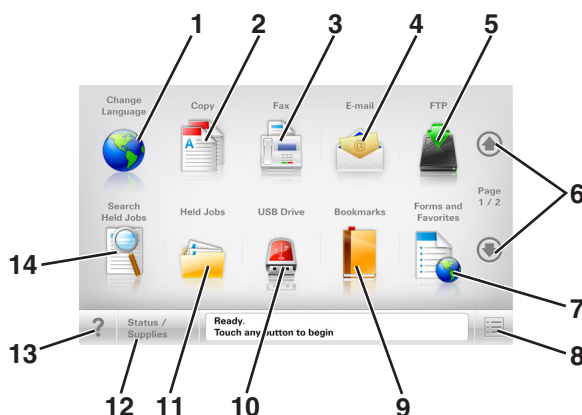 1 2 3 4 5
Change
Language
Copy
Fax
E-mail
FTP
@
A
6
Page
1 / 2
Search
Held Jobs
Held Jobs
USB Drive
Bookmarks
Forms and
Favorites
14
7
?
Status /
Supplies
Ready.
Touch any button to begin
13
12
11
10
9
8